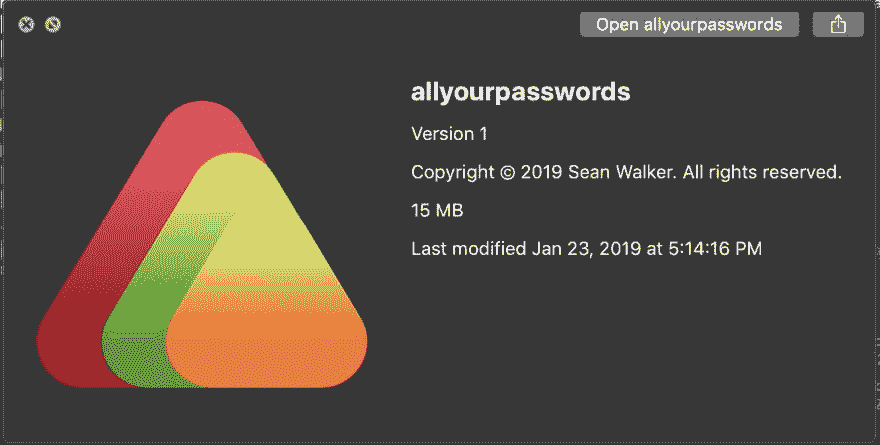 Open allyourpasswords
allyourpasswords
Version 1
Copyright © 2019 Sean Walker. All rights reserved.
15 MB
Last modified Jan 23, 2019 at 5:14:16 PM